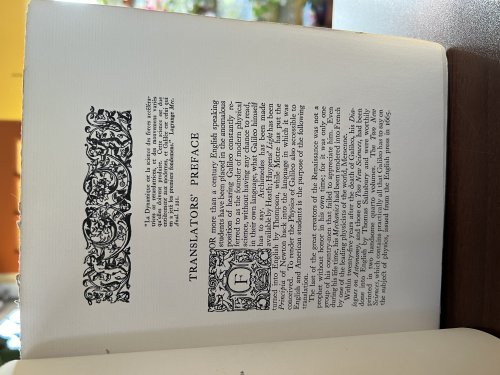 "La Dynamique est la science des forces accéléra-
trices or retardatrices, et des mouvemens variés
qu'elles doivent produire. Cette science est due
entièrement aux modernes, et Galilée est celui qui
en a jeté les premiers fondemens." Lagrange Mec.
Anal. I. 221.
TRANSLATORS' PREFACE
FOR more than a century English speaking
students have been placed in the anomalous
position of hearing Galileo constantly re-
ferred to as the founder of modern physical
science, without having any chance to read,
in their own language, what Galileo himself
has to say. Archimedes has been made
available by Heath; Huygens' Light has been
turned into English by Thompson, while Motte has put the
Principia of Newton back into the language in which it was
conceived. To render the Physics of Galileo also accessible to
English and American students is the purpose of the following
translation.
The last of the great creators of the Renaissance was not a
prophet without honor in his own time; for it was only one
group of his country-men that failed to appreciate him. Even
during his life time, his Mechanics had been rendered into French
by one of the leading physicists of the world, Mersenne.
Within twenty-five years after the death of Galileo, his Dia-
logues on Astronomy, and those on Two New Sciences, had been
done into English by Thomas Salusbury and were worthily
printed in two handsome quarto volumes. The Two New
Sciences, which contains practically all that Galileo has to say on
the subject of physics, issued from the English press in 1665.